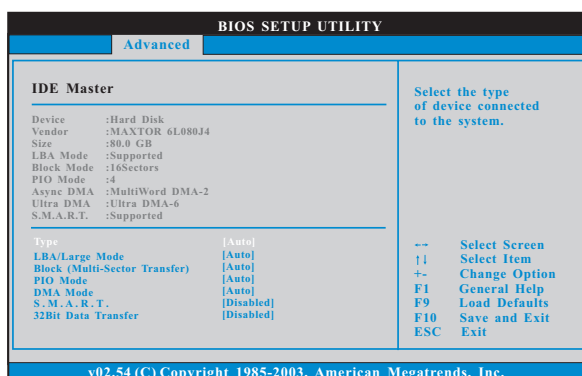 BIOS SETUP UTILITY
Advanced
IDE Master
Device :Hard Disk
Vendor :MAXTOR 6L080J4
Size :80.0 GB
LBA Mode :Supported
Block Mode :16Sectors
PIO Mode :4
Async DMA :MultiWord DMA-2
Ultra DMA :Ultra DMA-6
S.M.A.R.T. :Supported
Type [Auto]
LBA/Large Mode [Auto]
Block (Multi-Sector Transfer) [Auto]
PIO Mode [Auto]
DMA Mode [Auto]
S.M.A.R.T. [Disabled]
32Bit Data Transfer [Disabled]
Select the type
of device connected
to the system.
←→ Select Screen
↑↓ Select Item
+- Change Option
F1 General Help
F9 Load Defaults
F10 Save and Exit
ESC Exit
v02.54 (C) Copyright 1985-2003, American Megatrends, Inc.